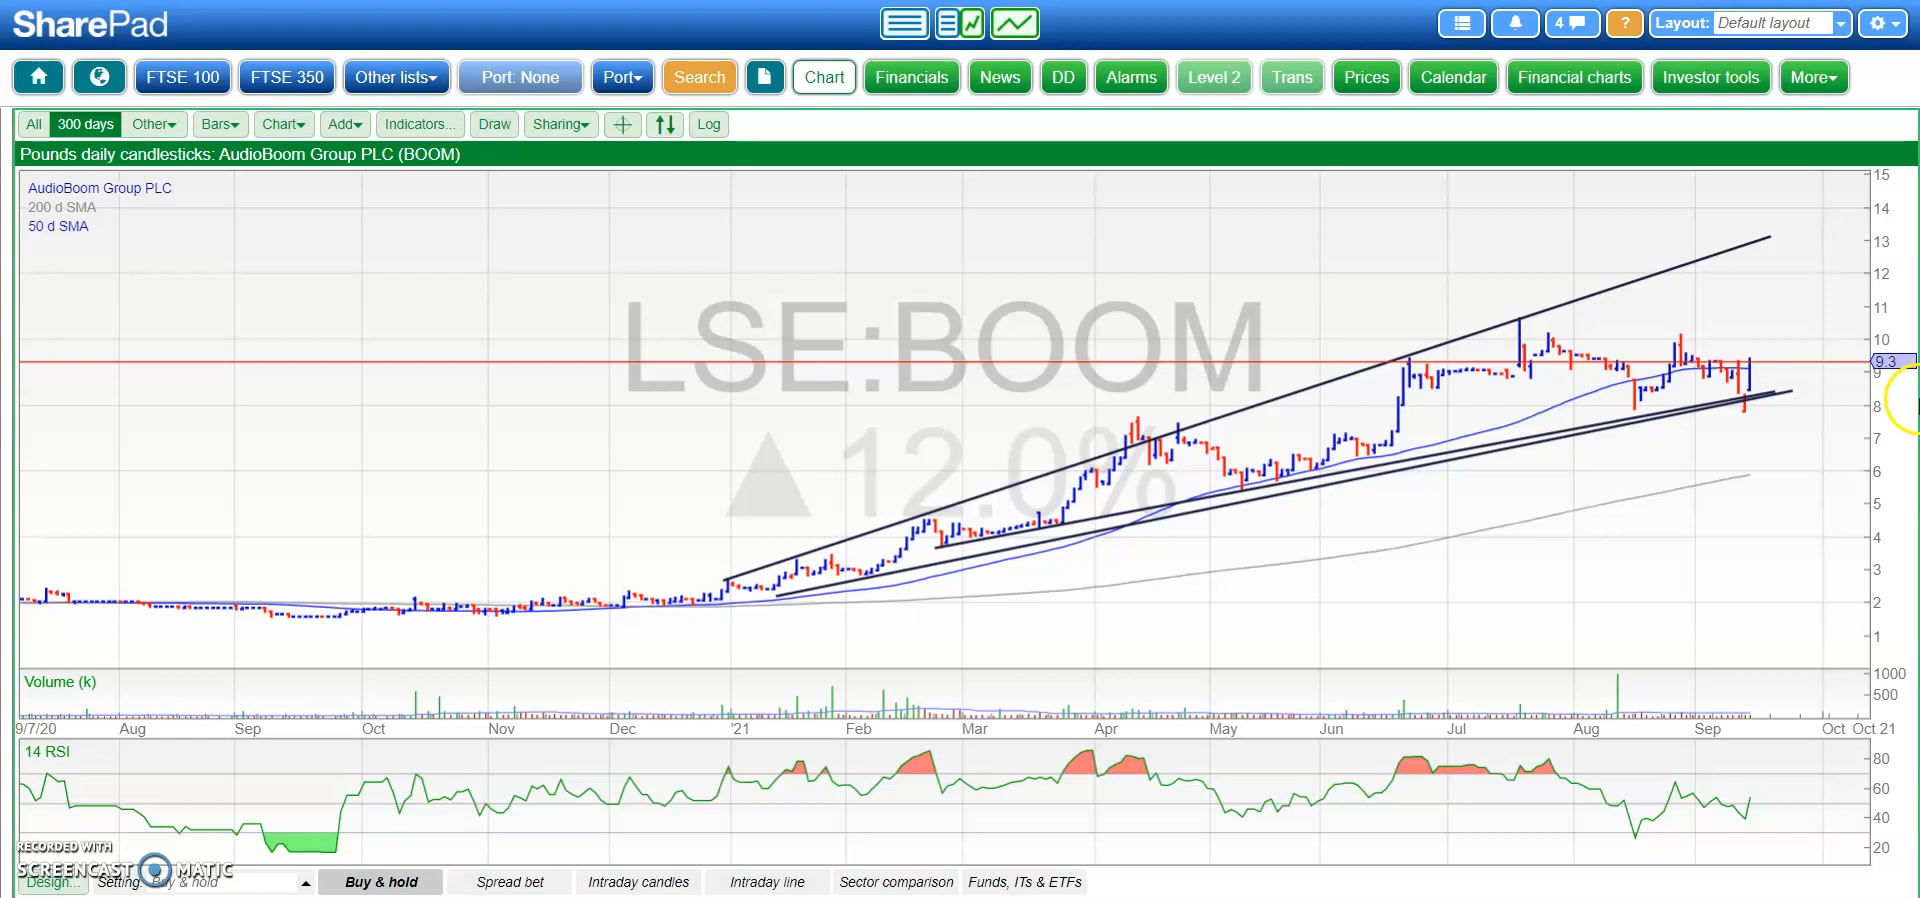 SharePad
4
?
Layout: Default layout
FTSE 100 FTSE 350 Other lists Port: None Port Search Chart Financials News DD Alarms Level 2 Trans Prices Calendar Financial charts Investor tools More
All 300 days Other Bars Chart Add Indicators... Draw Sharing Log
Pounds daily candlesticks: AudioBoom Group PLC (BOOM)
AudioBoom Group PLC
200 d SMA
50 d SMA
LSE:BOOM
▲12.0%
15
14
13
12
11
10
9.3
9
8
7
6
5
4
3
2
1
Volume (k)
1000
500
9/7/20 Aug Sep Oct Nov Dec '21 Feb Mar Apr May Jun Jul Aug Sep Oct Oct 21
14 RSI
80
60
40
20
RECORDED WITH
SCREENCAST MATIC
Design... Setting: Buy & hold Buy & hold Spread bet Intraday candles Intraday line Sector comparison Funds, ITs & ETFs